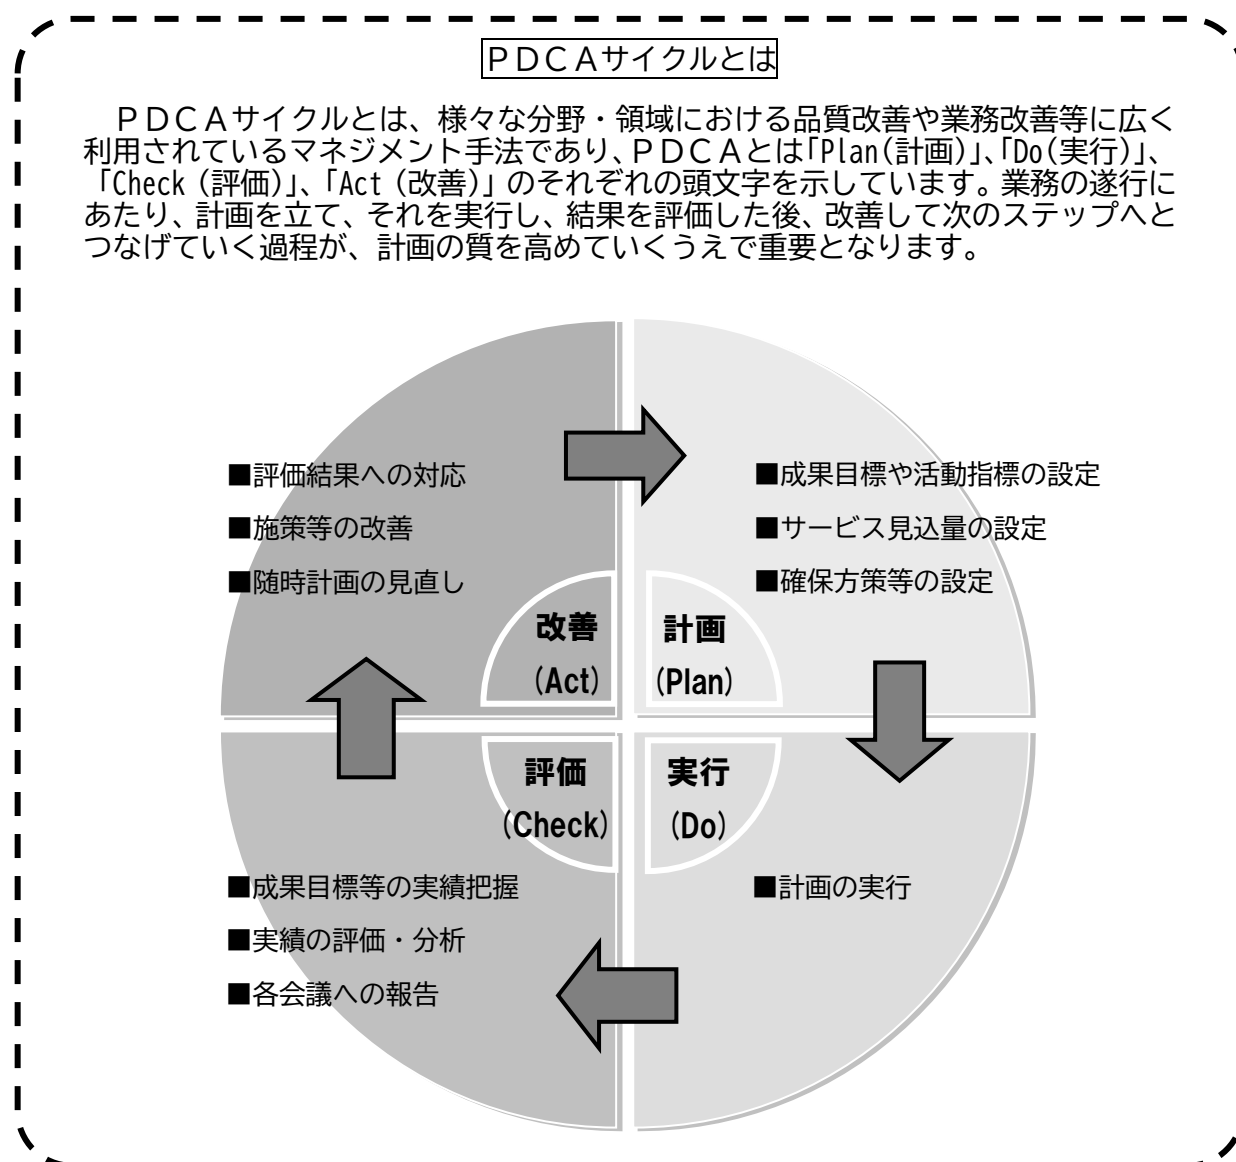 ＰＤＣＡサイクルとは
　ＰＤＣＡサイクルとは、様々な分野・領域における品質改善や業務改善等に広く
利用されているマネジメント手法であり、ＰＤＣＡとは「Plan(計画)」、「Do(実行)」、
「Check（評価)」、「Act（改善)」のそれぞれの頭文字を示しています。業務の遂行に
あたり、計画を立て、それを実行し、結果を評価した後、改善して次のステップへと
つなげていく過程が、計画の質を高めていくうえで重要となります。
■評価結果への対応
■施策等の改善
■随時計画の見直し
改善
(Act)
■成果目標や活動指標の設定
■サービス見込量の設定
■確保方策等の設定
計画
(Plan)
評価
(Check)
■成果目標等の実績把握
■実績の評価・分析
■各会議への報告
実行
(Do)
■計画の実行